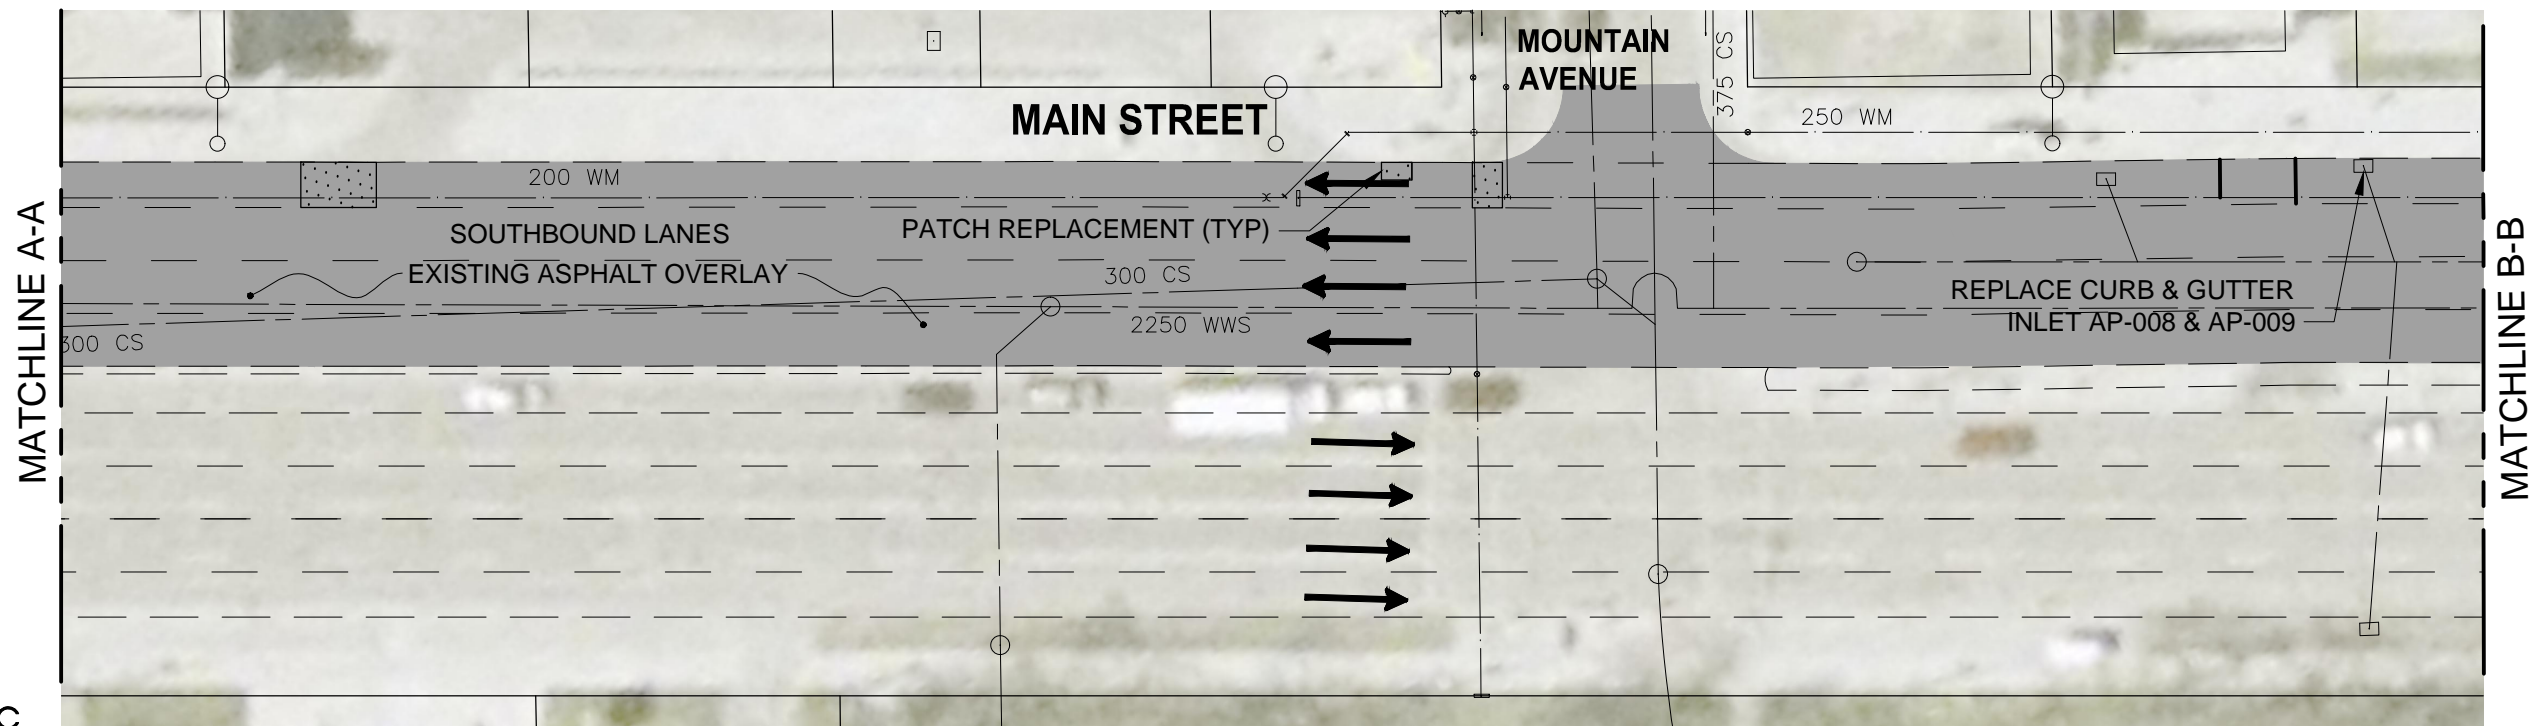 MOUNTAIN
AVENUE
375 CS
MAIN STREET
250 WM
200 WM
SOUTHBOUND LANES
PATCH REPLACEMENT (TYP)
EXISTING ASPHALT OVERLAY
300 CS
REPLACE CURB & GUTTER
INLET AP-008 & AP-009
2250 WWS
300 CS
MATCHLINE A-A
MATCHLINE B-B
C